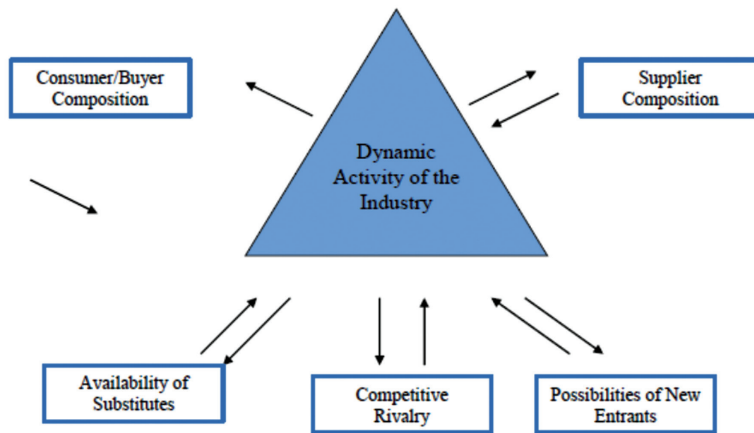 Consumer/Buyer
Composition
Supplier
Composition
Dynamic
Activity of the
Industry
Availability of
Substitutes
Competitive
Rivalry
Possibilities of New
Entrants